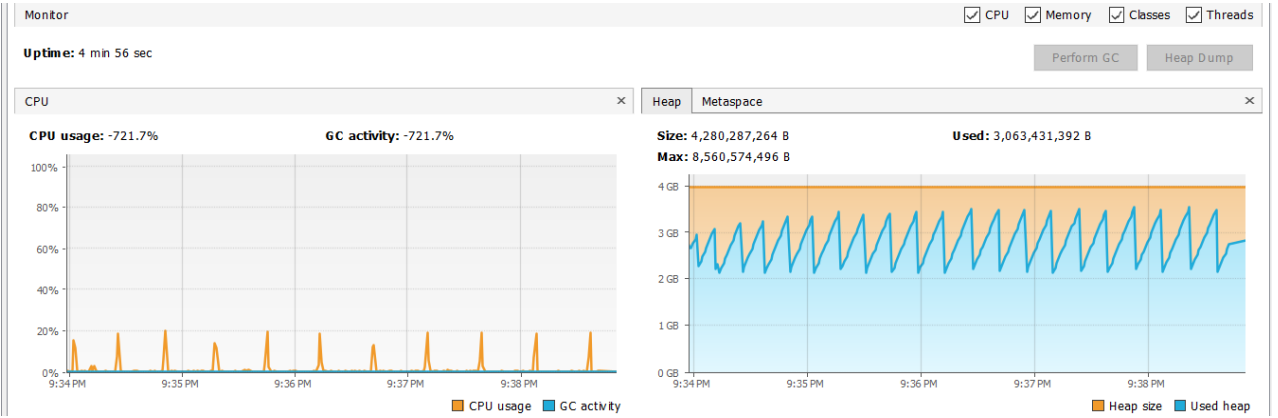 Monitor
CPU Memory Classes Threads
Uptime: 4 min 56 sec
Perform GC Heap Dump
CPU ×
CPU usage: -721.7% GC activity: -721.7%
100%
80%
60%
40%
20%
0%
9:34 PM 9:35 PM 9:36 PM 9:37 PM 9:38 PM
CPU usage GC activity
Heap Metaspace ×
Size: 4,280,287,264 B Used: 3,063,431,392 B
Max: 8,560,574,496 B
4 GB
3 GB
2 GB
1 GB
0 GB
9:34 PM 9:35 PM 9:36 PM 9:37 PM 9:38 PM
Heap size Used heap